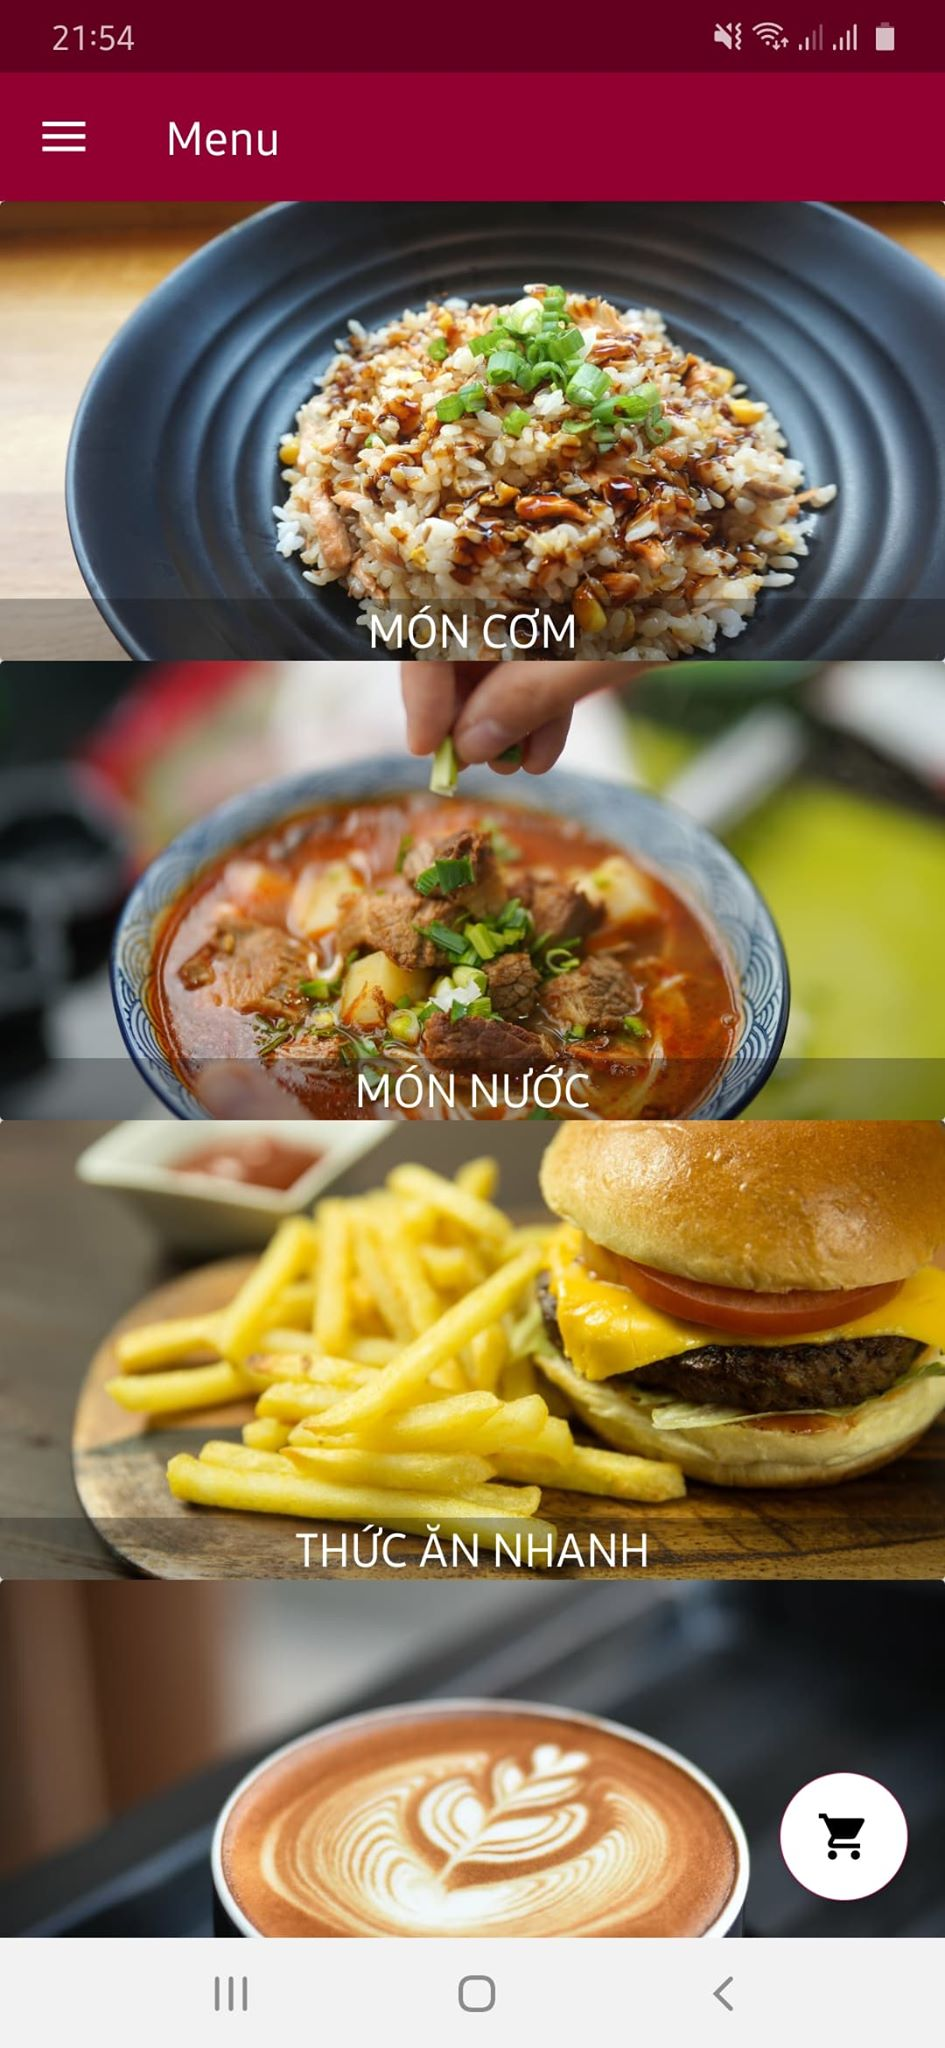 21:54
Menu
MÓN CƠM
MÓN NƯỚC
THỨC ĂN NHANH